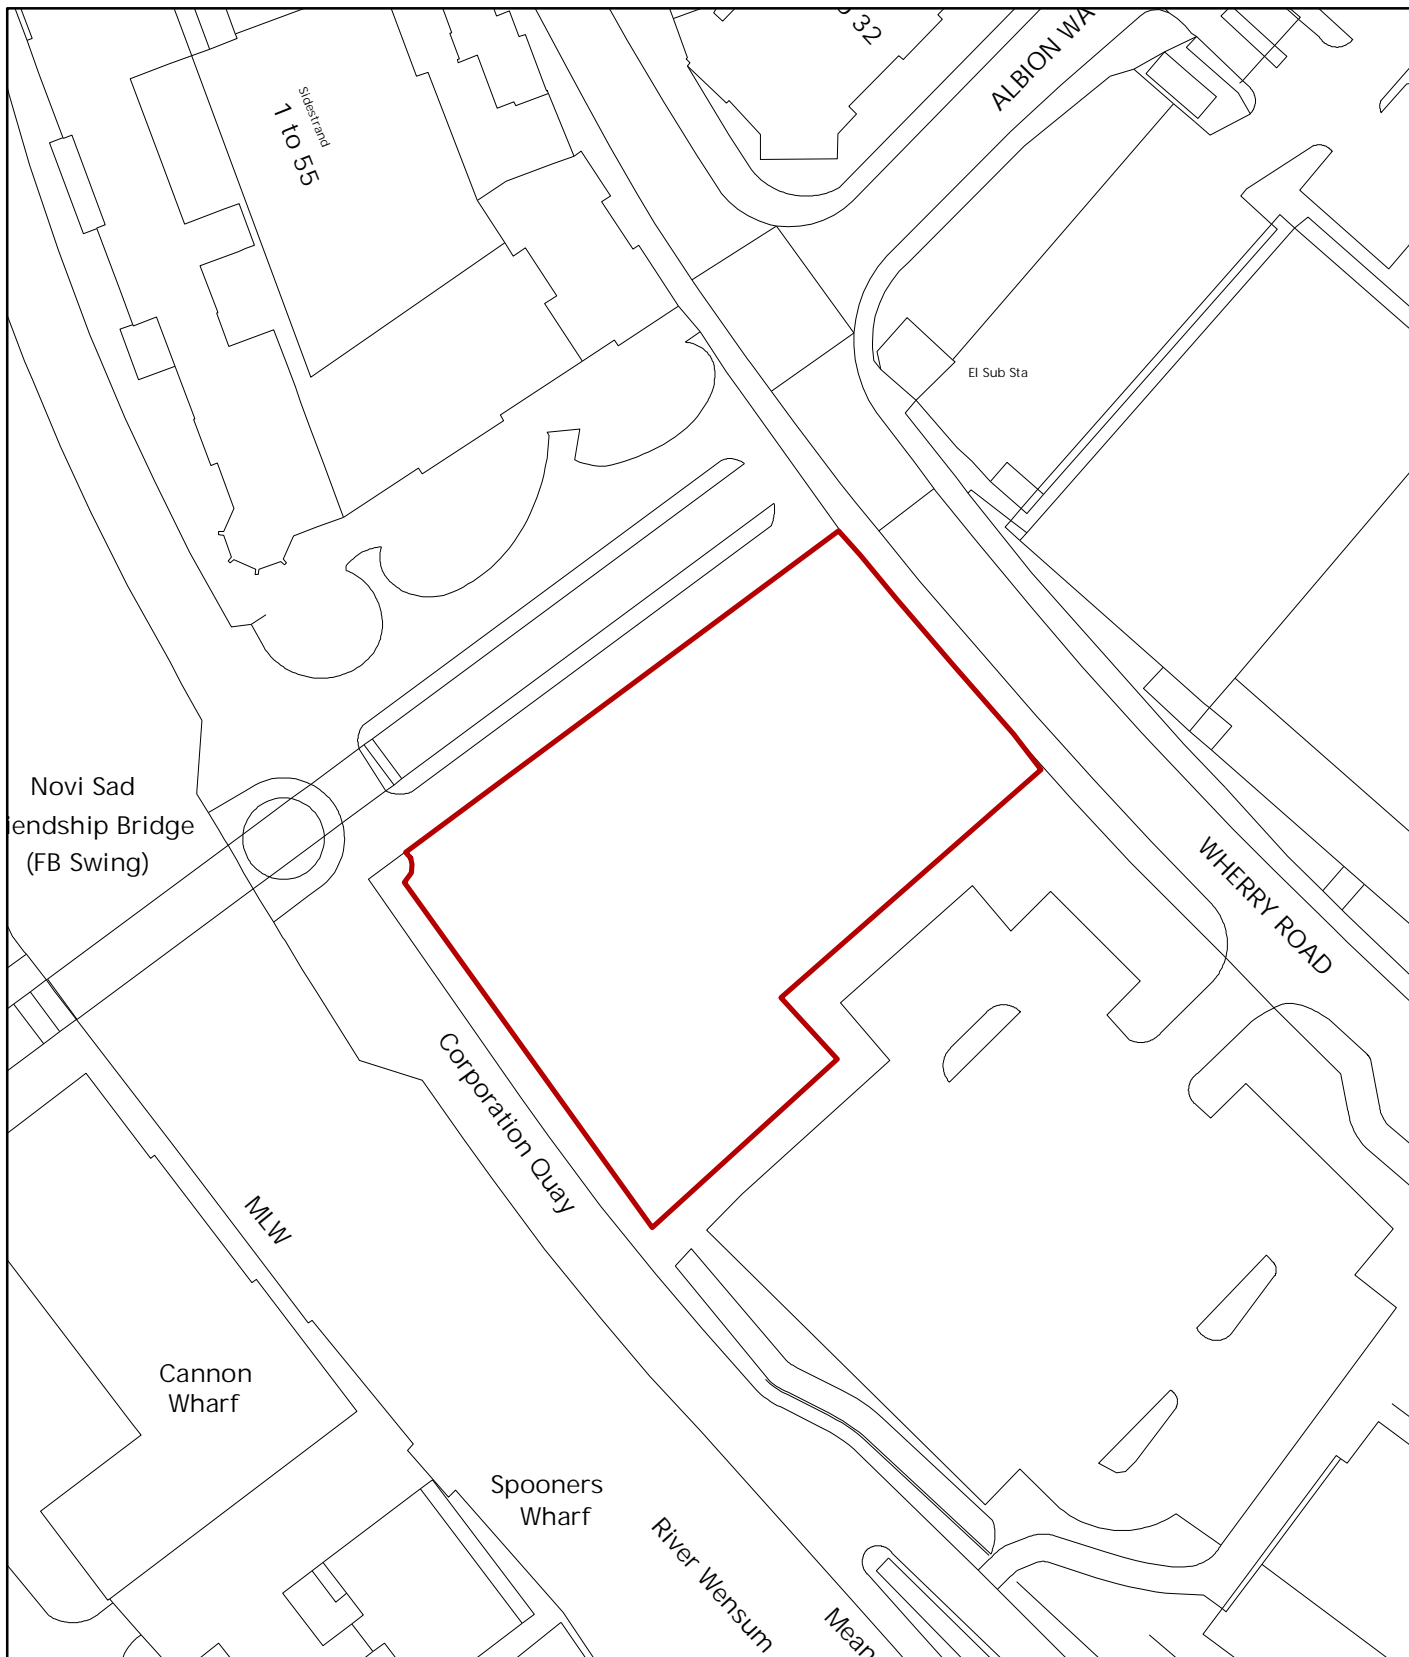 32
ALBION WA
Sidestrand
1 to 55
El Sub Sta
Novi Sad
iendship Bridge
(FB Swing)
WHERRY ROAD
Corporation Quay
MLW
Cannon
Wharf
Spooners
Wharf
River Wensum
Mean